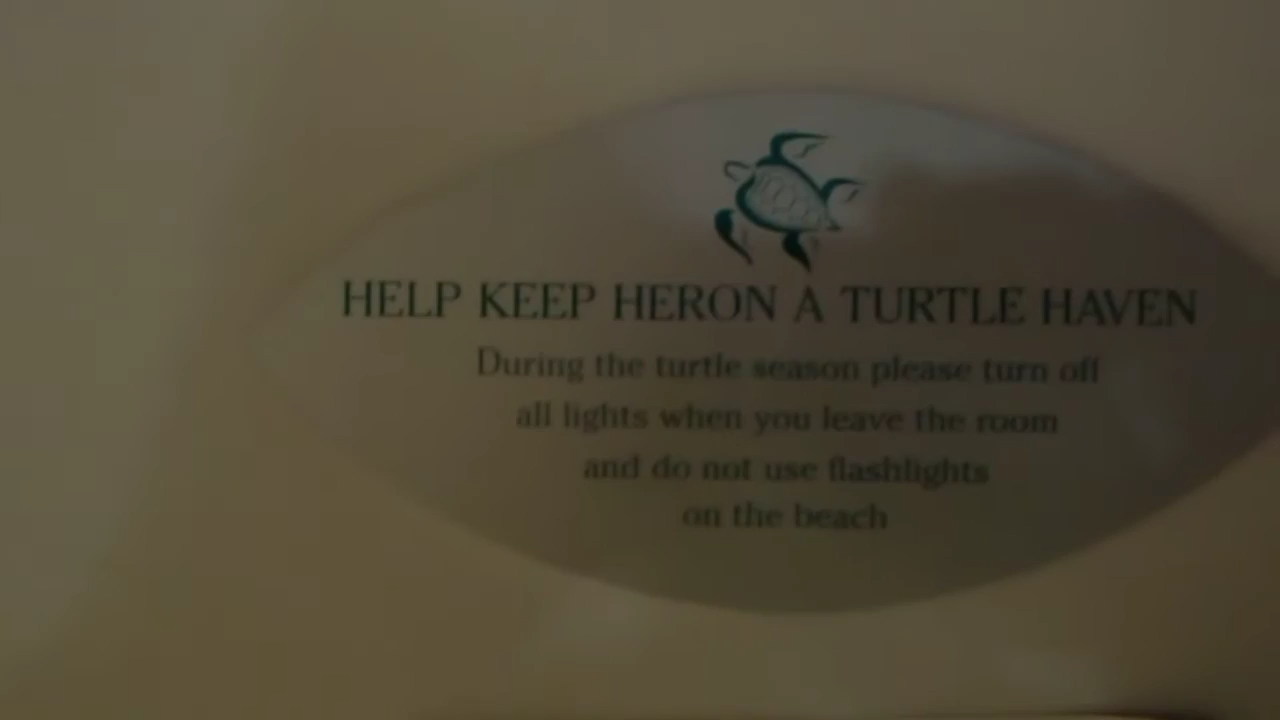 HELP KEEP HERON A TURTLE HAVEN
During the turtle season please turn off
all lights when you leave the room
and do not use flashlights
on the beach